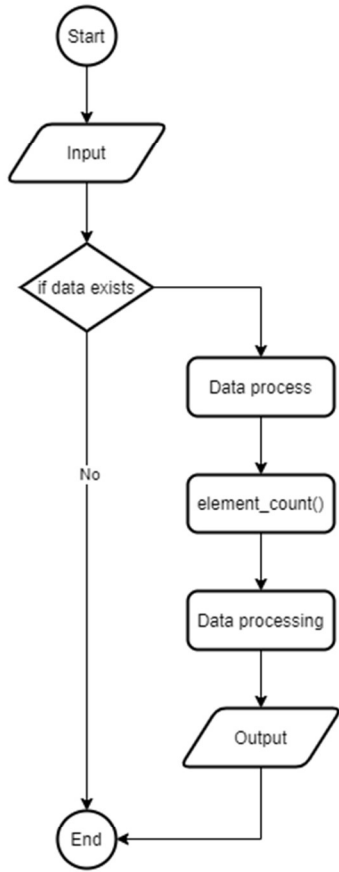 Start
Input
if data exists
Data process
No
element_count()
Data processing
Output
End